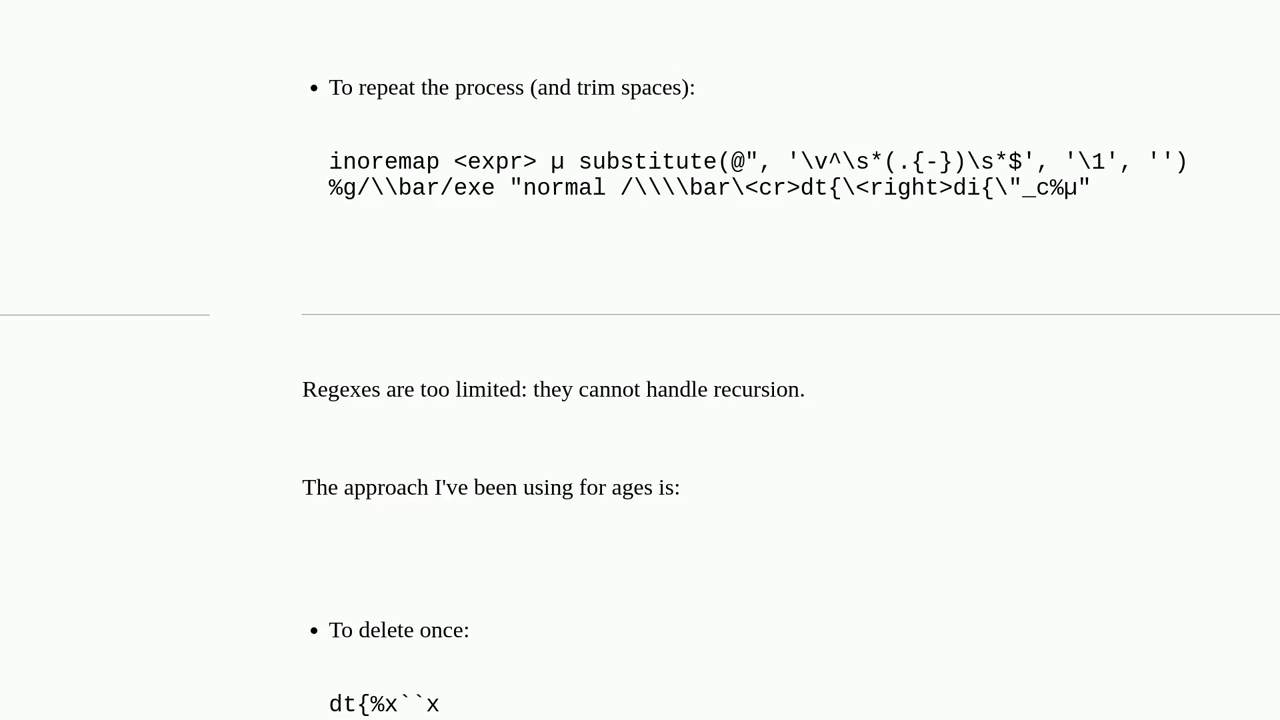 • To repeat the process (and trim spaces):
inoremap <expr> µ substitute(@", '\v^\s*(.{-})\s*$', '\1', '')
%g/\\bar/exe "normal /\\\\bar\<cr>dt{\<right>di{\"_c%µ"
Regexes are too limited: they cannot handle recursion.
The approach I've been using for ages is:
• To delete once:
dt{%x``x